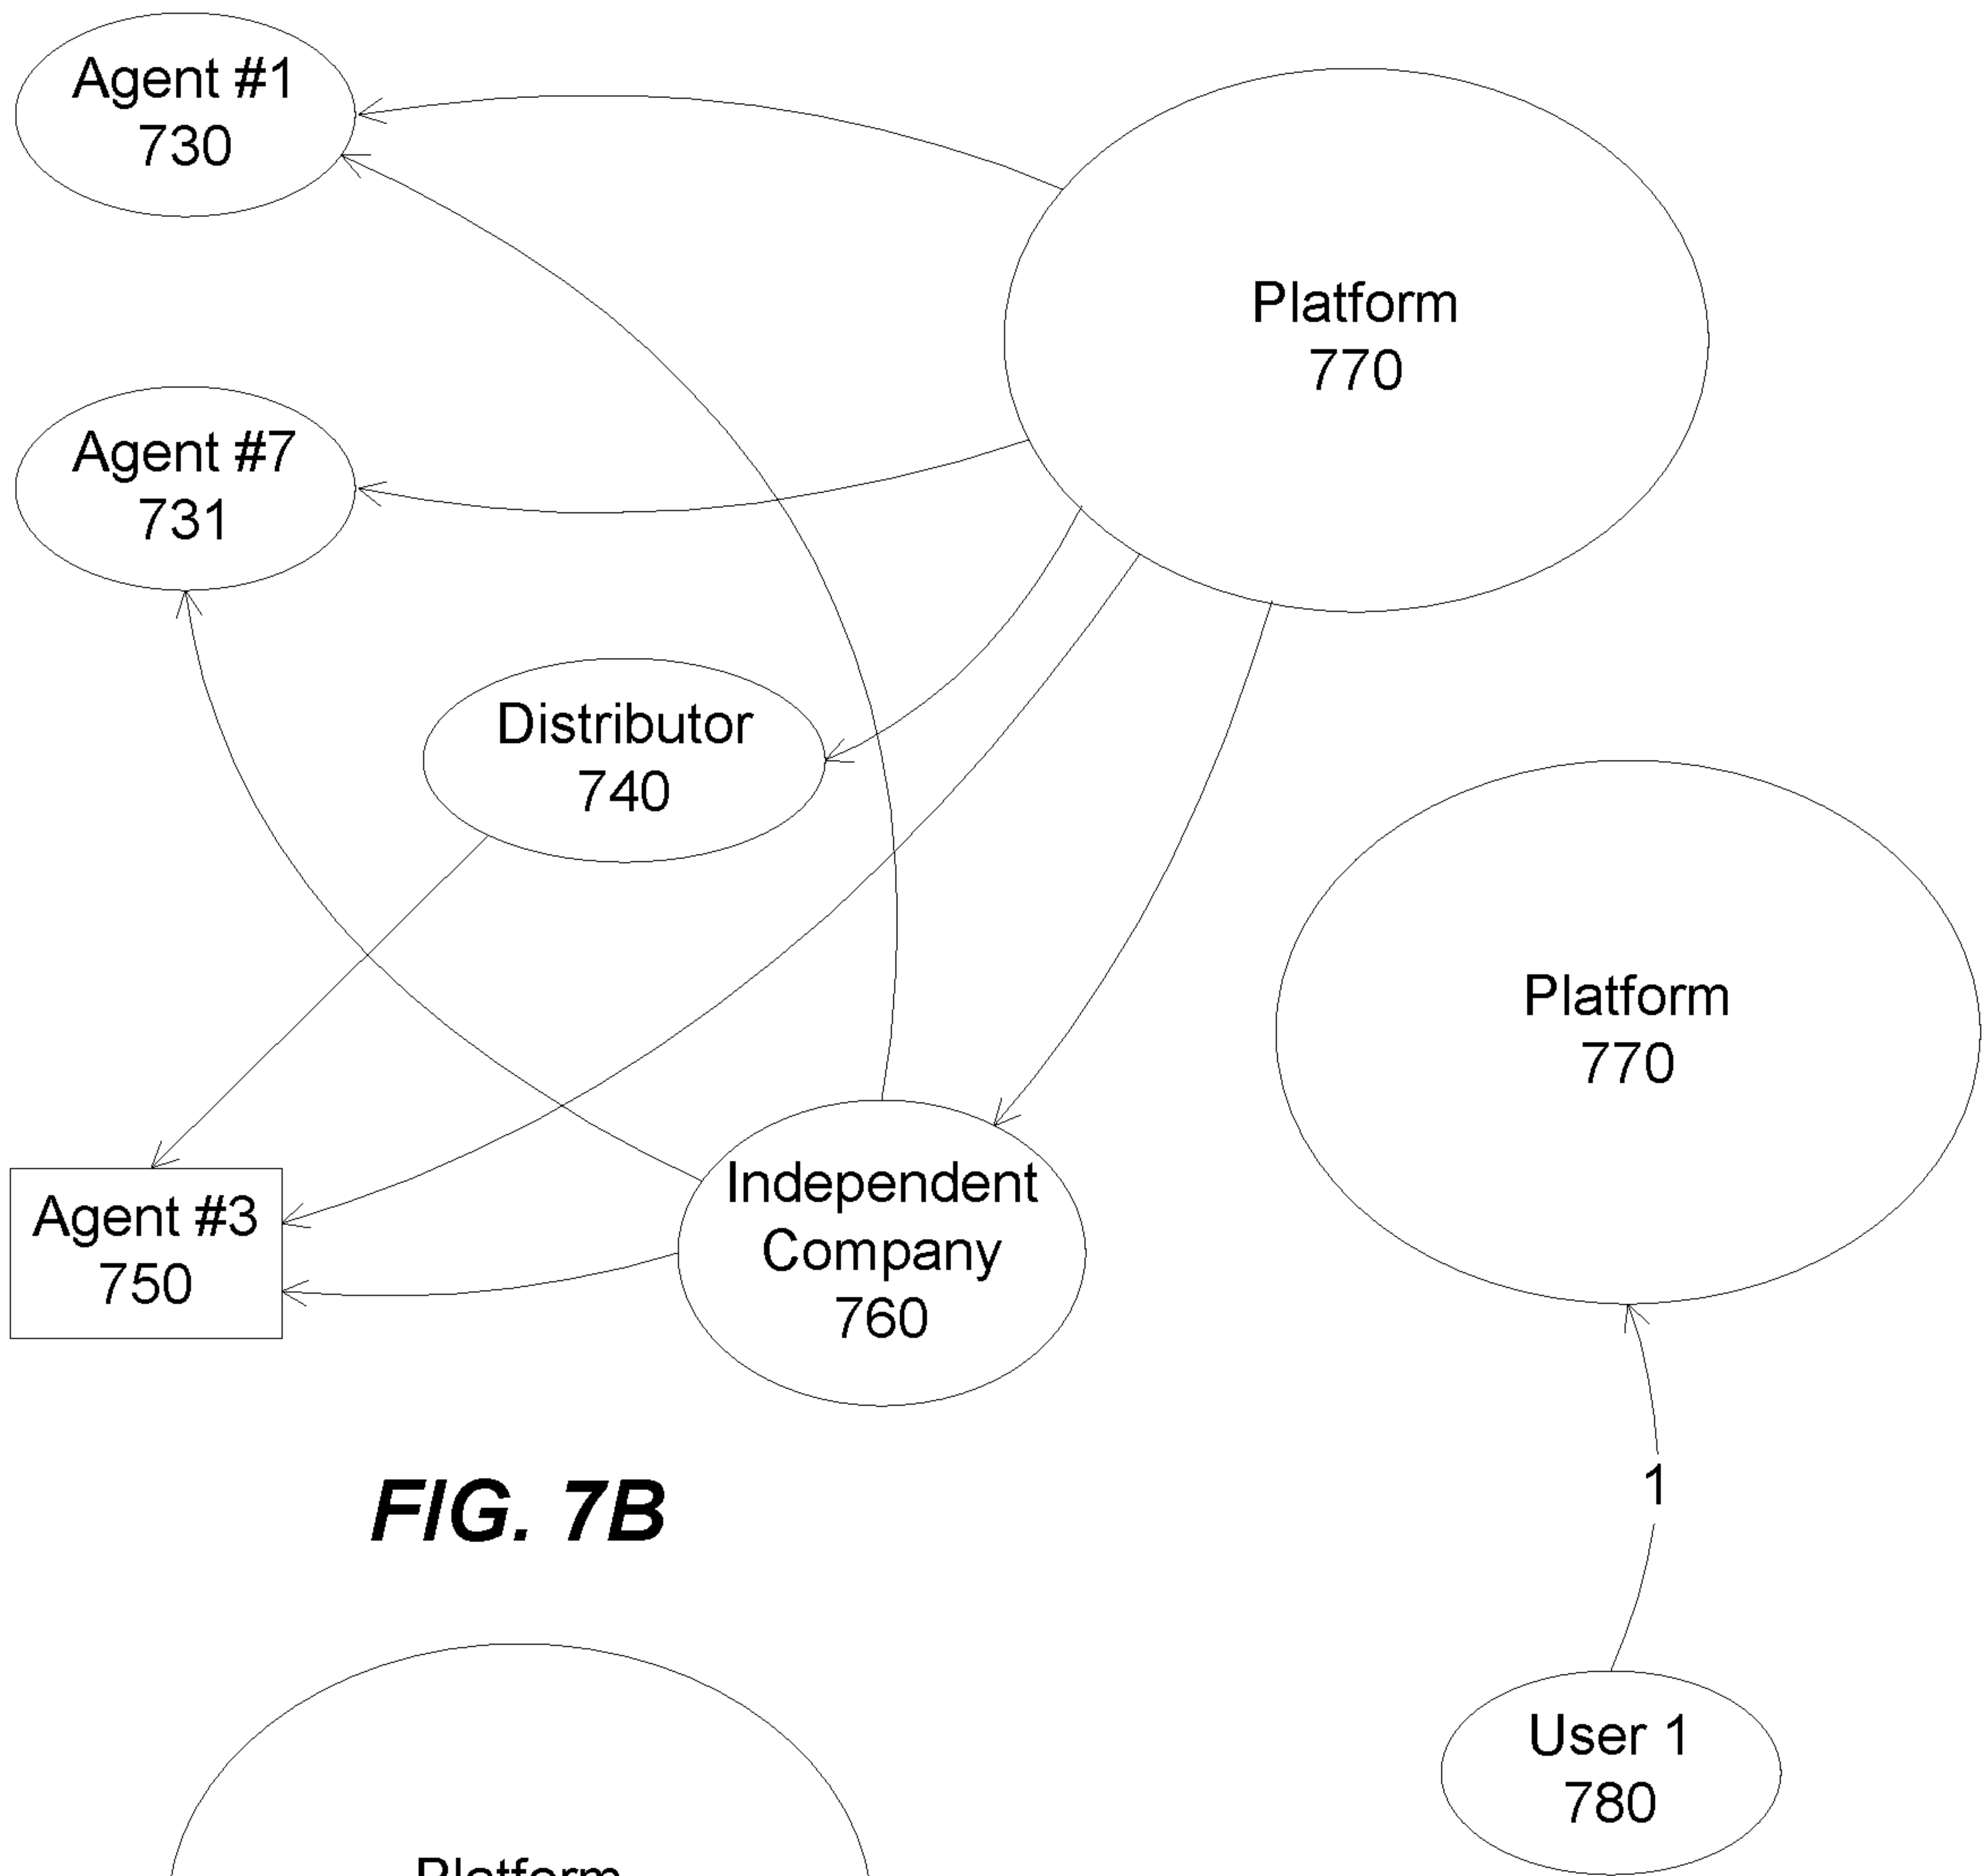 Agent #1
730
Platform
770
Agent #7
731
Distributor
740
Platform
770
Agent #3
750
Independent
Company
760
FIG. 7B
1
User 1
780
Platform